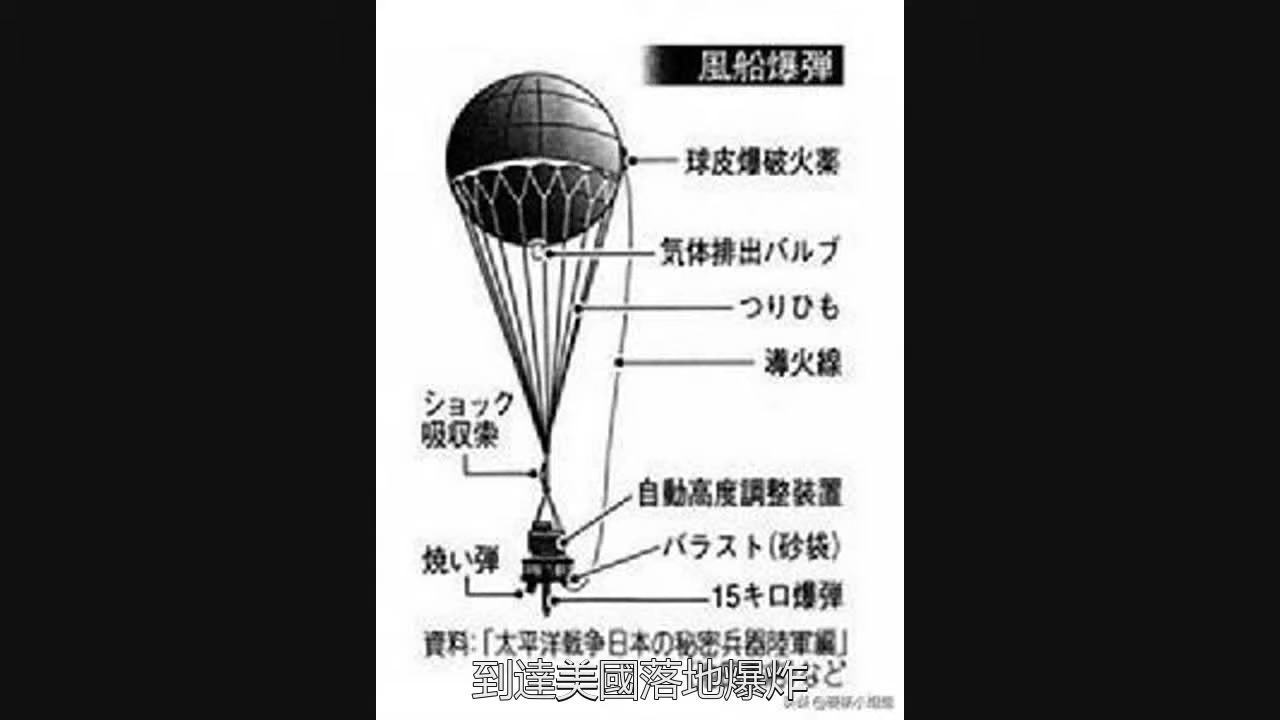 風船爆弾
球皮爆破火薬
気体排出バルブ
つりひも
導火線
ショック
吸収索
自動高度調整装置
バラスト(砂袋)
焼い弾
15キロ爆弾
資料:「太平洋戦争日本の秘密兵器陸軍編」
など
到達美國落地爆炸